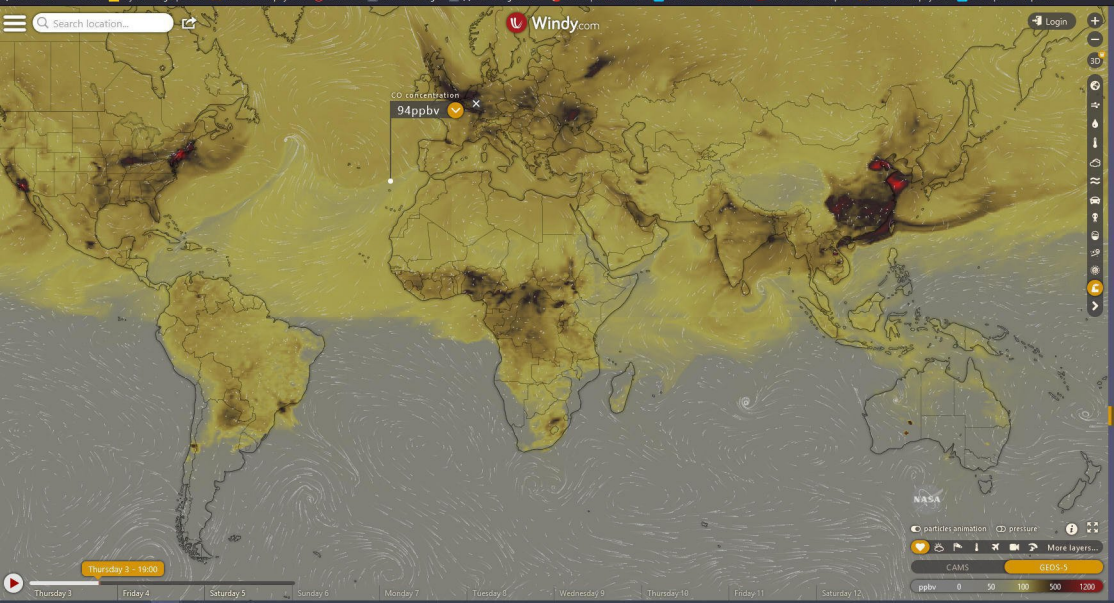 Search location...
Windy.com
Login
3D
CO concentration
94ppbv
NASA
particles animation
pressure
More layers...
CAMS
GEOS-5
ppbv 0 50 100 500 1200
Thursday 3 - 19:00
Thursday 3 Friday 4 Saturday 5 Sunday 6 Monday 7 Tuesday 8 Wednesday 9 Thursday 10 Friday 11 Saturday 12